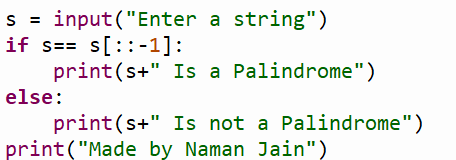 s = input("Enter a string")
if s== s[::-1]:
    print(s+" Is a Palindrome")
else:
    print(s+" Is not a Palindrome")
print("Made by Naman Jain")